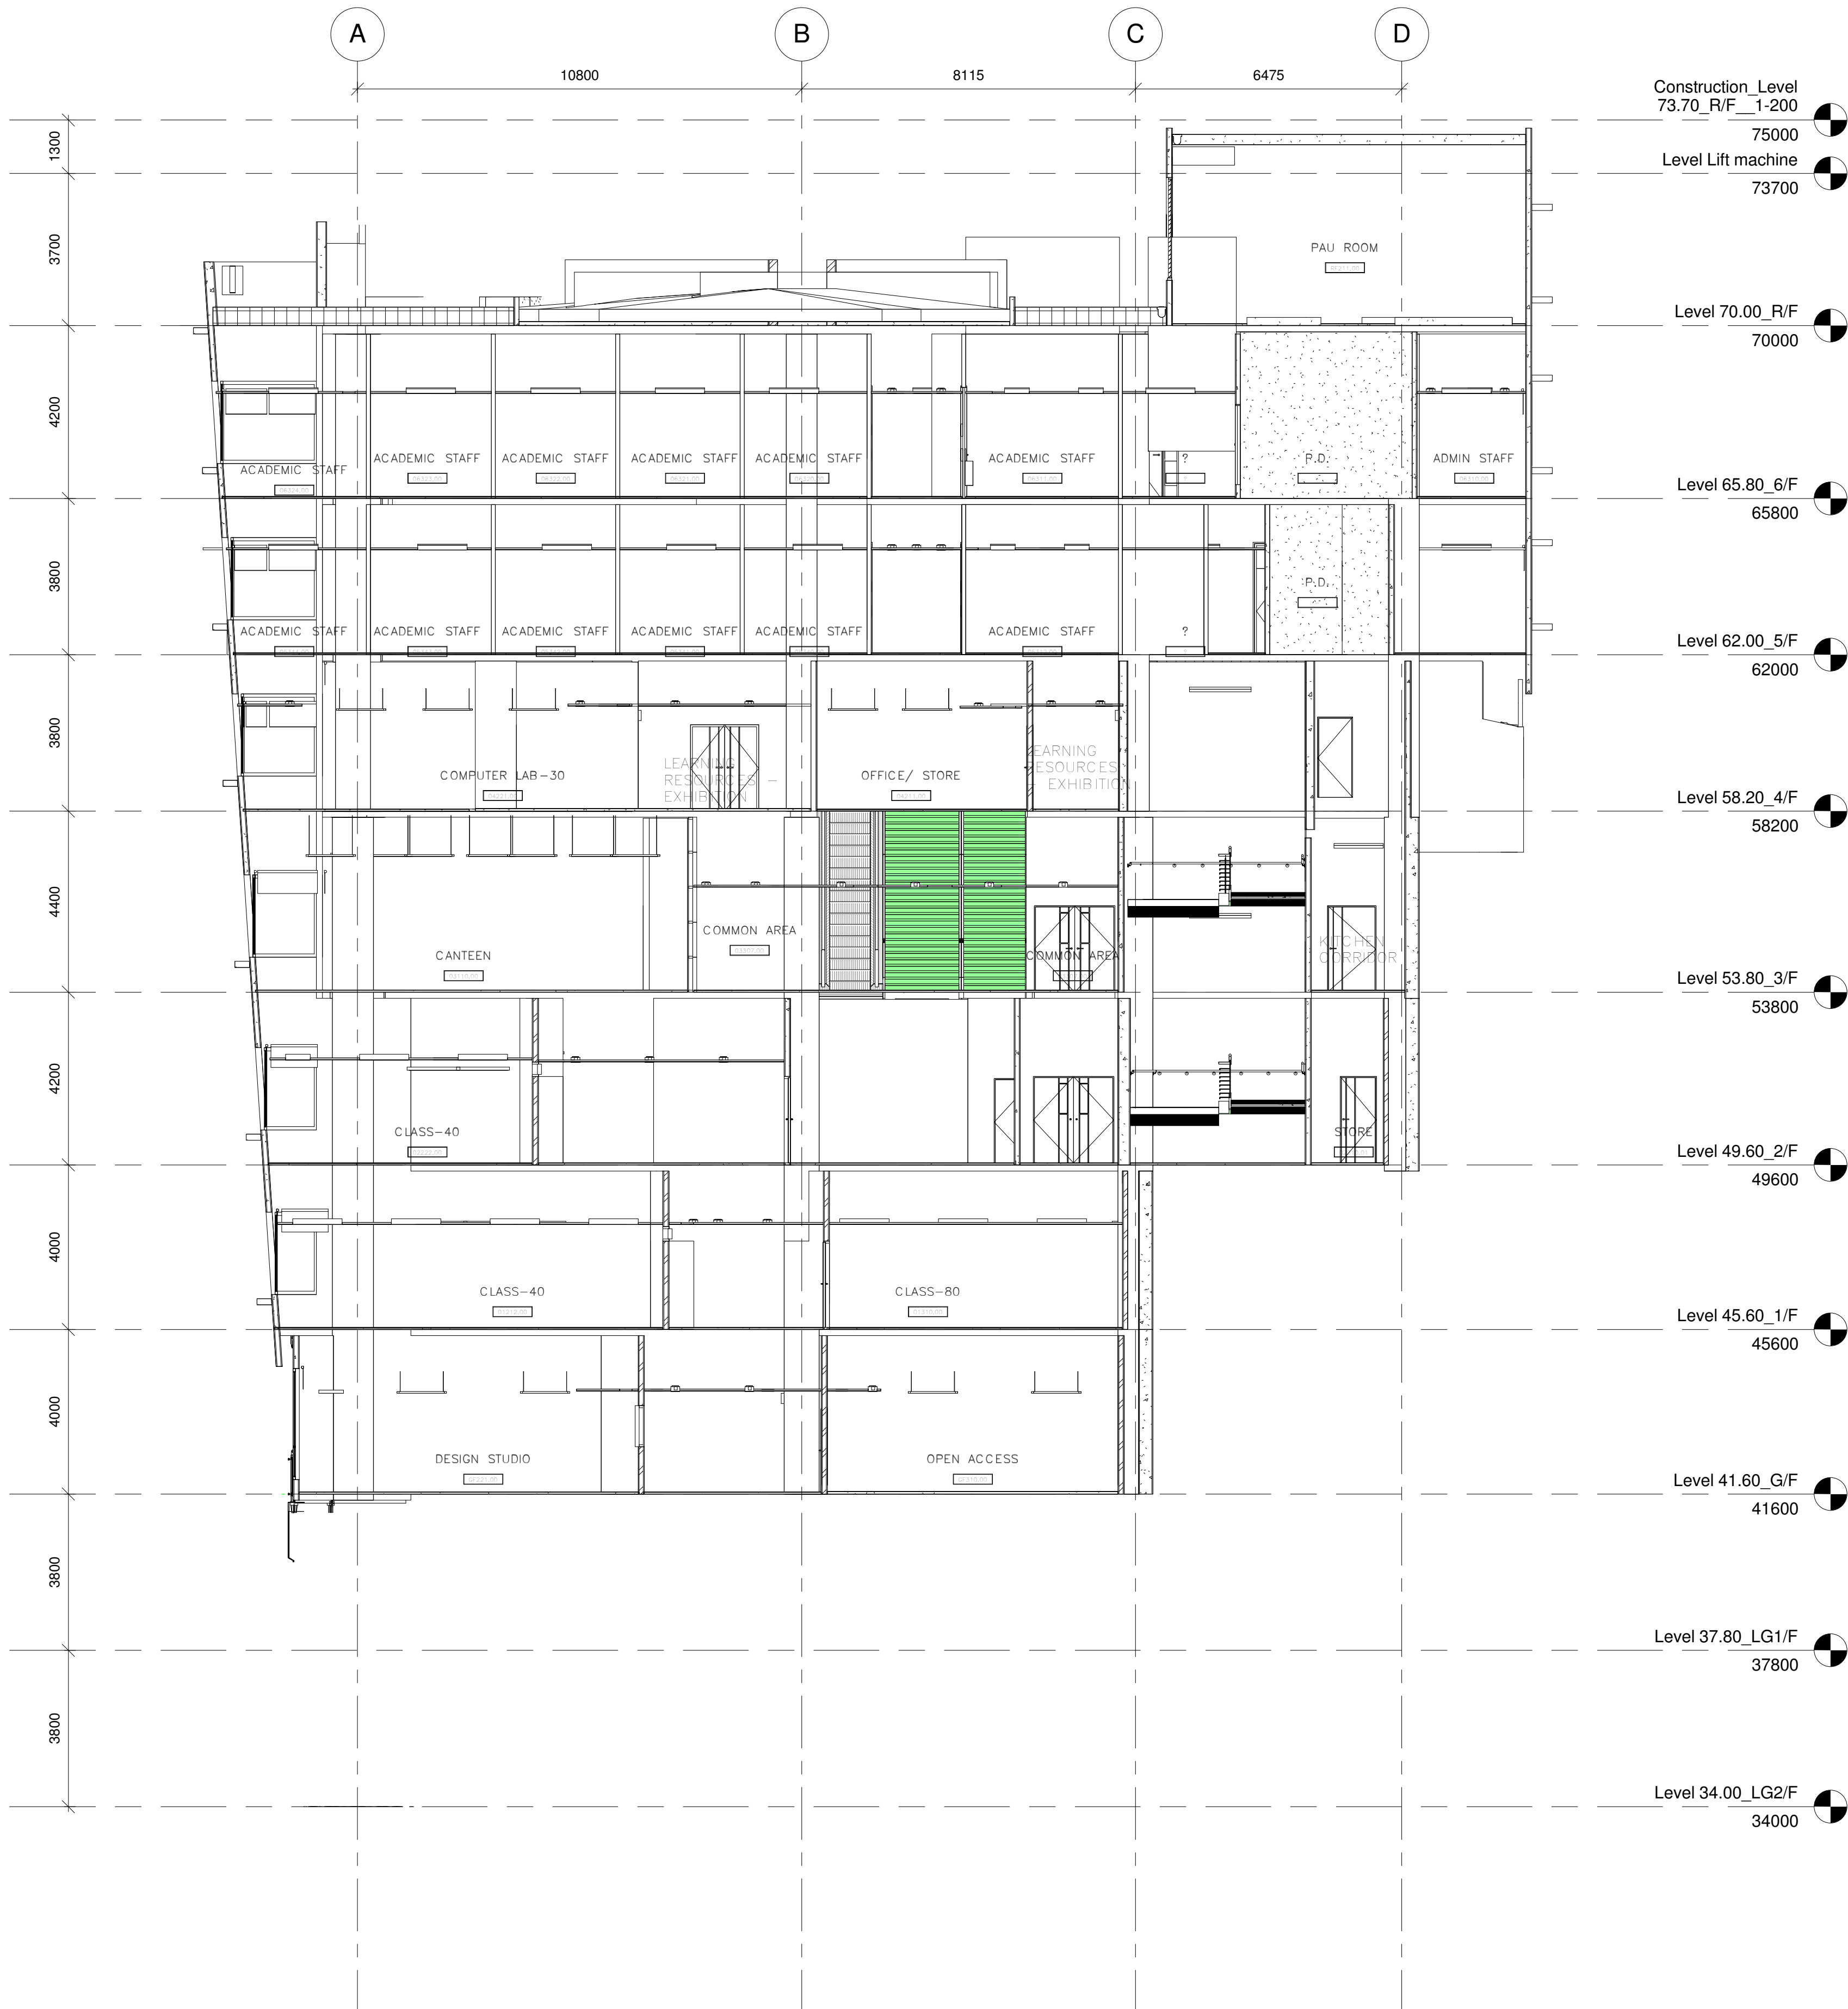 A
B
C
D
10800
8115
6475
Construction_Level
73.70_R/F__1-200
75000
1300
Level Lift machine
73700
3700
PAU ROOM
Level 70.00_R/F
70000
4200
ACADEMIC STAFF
ACADEMIC STAFF
ACADEMIC STAFF
ACADEMIC STAFF
ACADEMIC STAFF
ACADEMIC STAFF
?
P.D.
ADMIN STAFF
Level 65.80_6/F
65800
3800
P.D.
ACADEMIC STAFF
ACADEMIC STAFF
ACADEMIC STAFF
ACADEMIC STAFF
ACADEMIC STAFF
ACADEMIC STAFF
?
Level 62.00_5/F
62000
3800
COMPUTER LAB-30
LEARNING
RESOURCES -
EXHIBITION
OFFICE/ STORE
LEARNING
RESOURCES
- EXHIBITION
Level 58.20_4/F
58200
4400
CANTEEN
COMMON AREA
COMMON AREA
KITCHEN
CORRIDOR
Level 53.80_3/F
53800
4200
CLASS-40
STORE
Level 49.60_2/F
49600
4000
CLASS-40
CLASS-80
Level 45.60_1/F
45600
4000
DESIGN STUDIO
OPEN ACCESS
Level 41.60_G/F
41600
3800
Level 37.80_LG1/F
37800
3800
Level 34.00_LG2/F
34000